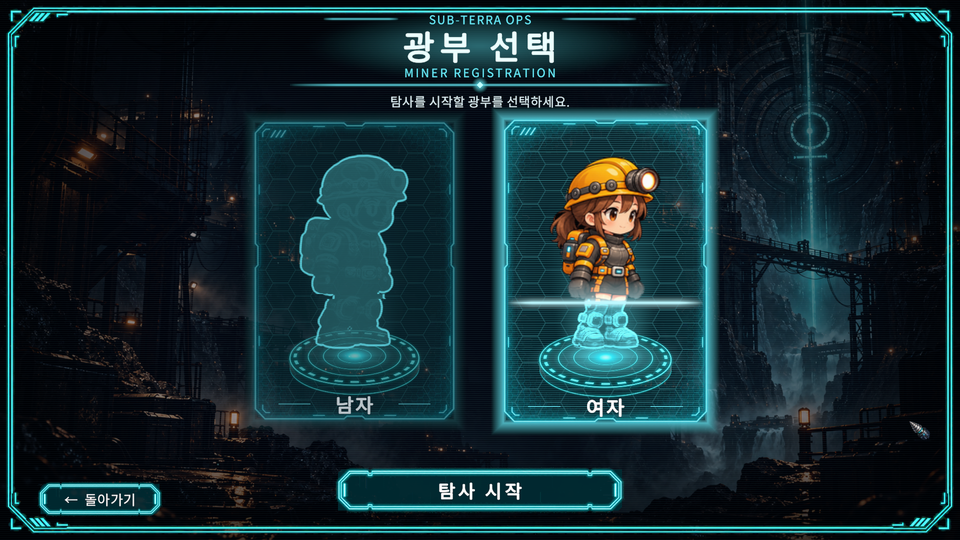 SUB-TERRA OPS
광부 선택
MINER REGISTRATION
탐사를 시작할 광부를 선택하세요.
남자
여자
탐사 시작
← 돌아가기